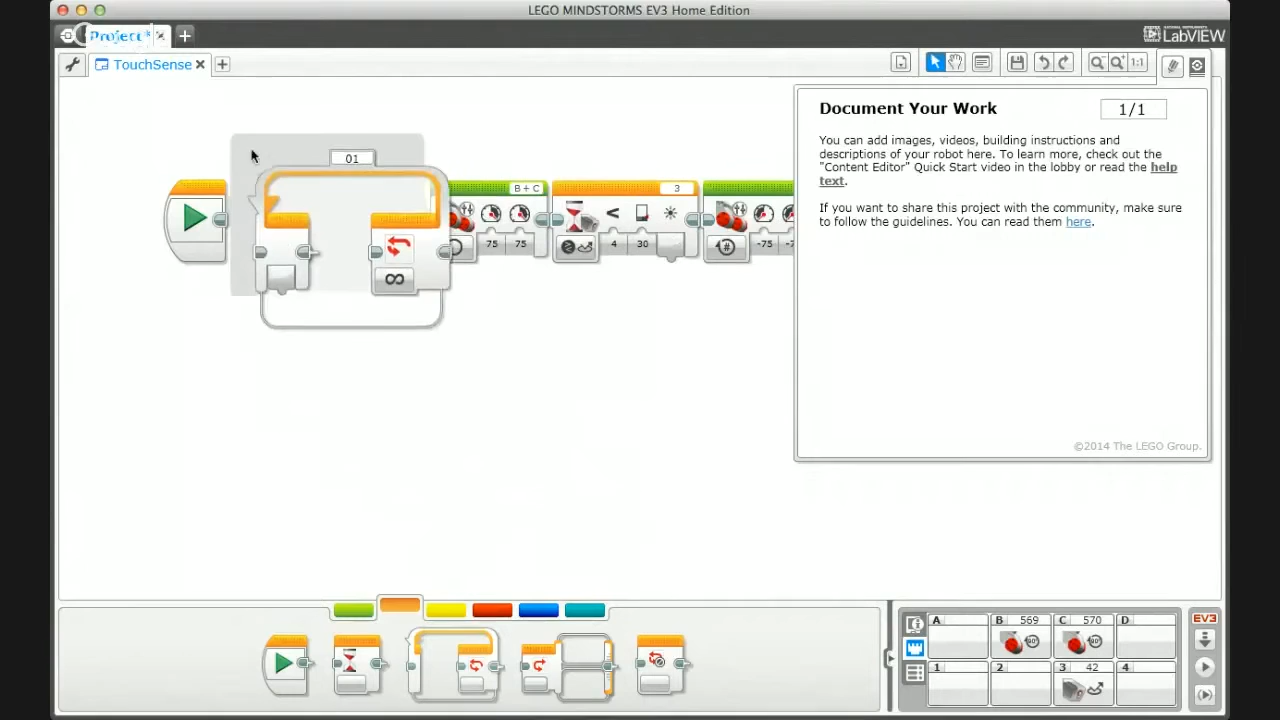 LEGO MINDSTORMS EV3 Home Edition
Project*
LabVIEW
TouchSense
1:1
Document Your Work
1/1
You can add images, videos, building instructions and
descriptions of your robot here. To learn more, check out the
"Content Editor" Quick Start video in the lobby or read the help
text.
If you want to share this project with the community, make sure
to follow the guidelines. You can read them here.
©2014 The LEGO Group.
01
B + C
3
75 75
< 4 30
-75
∞
#
A
B 569
C 570
D
1
2
3 42
4
EV3